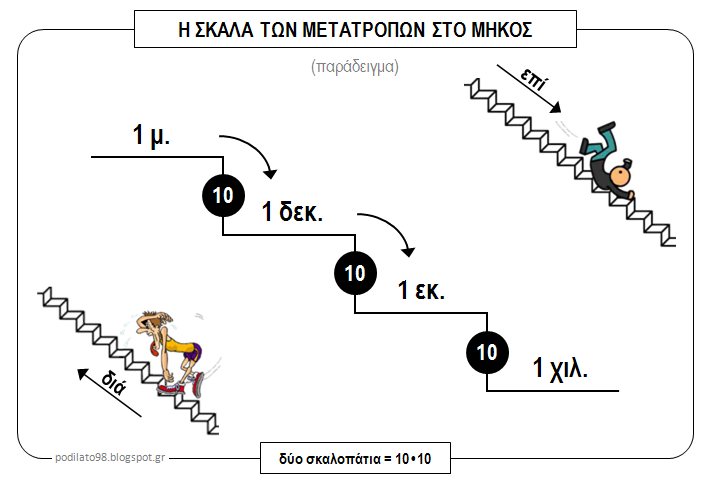 Η ΣΚΑΛΑ ΤΩΝ ΜΕΤΑΤΡΟΠΩΝ ΣΤΟ ΜΗΚΟΣ
(παράδειγμα)
επί
1 μ.
10
1 δεκ.
10
1 εκ.
10
1 χιλ.
διά
podilato98.blogspot.gr
δύο σκαλοπάτια = 10•10